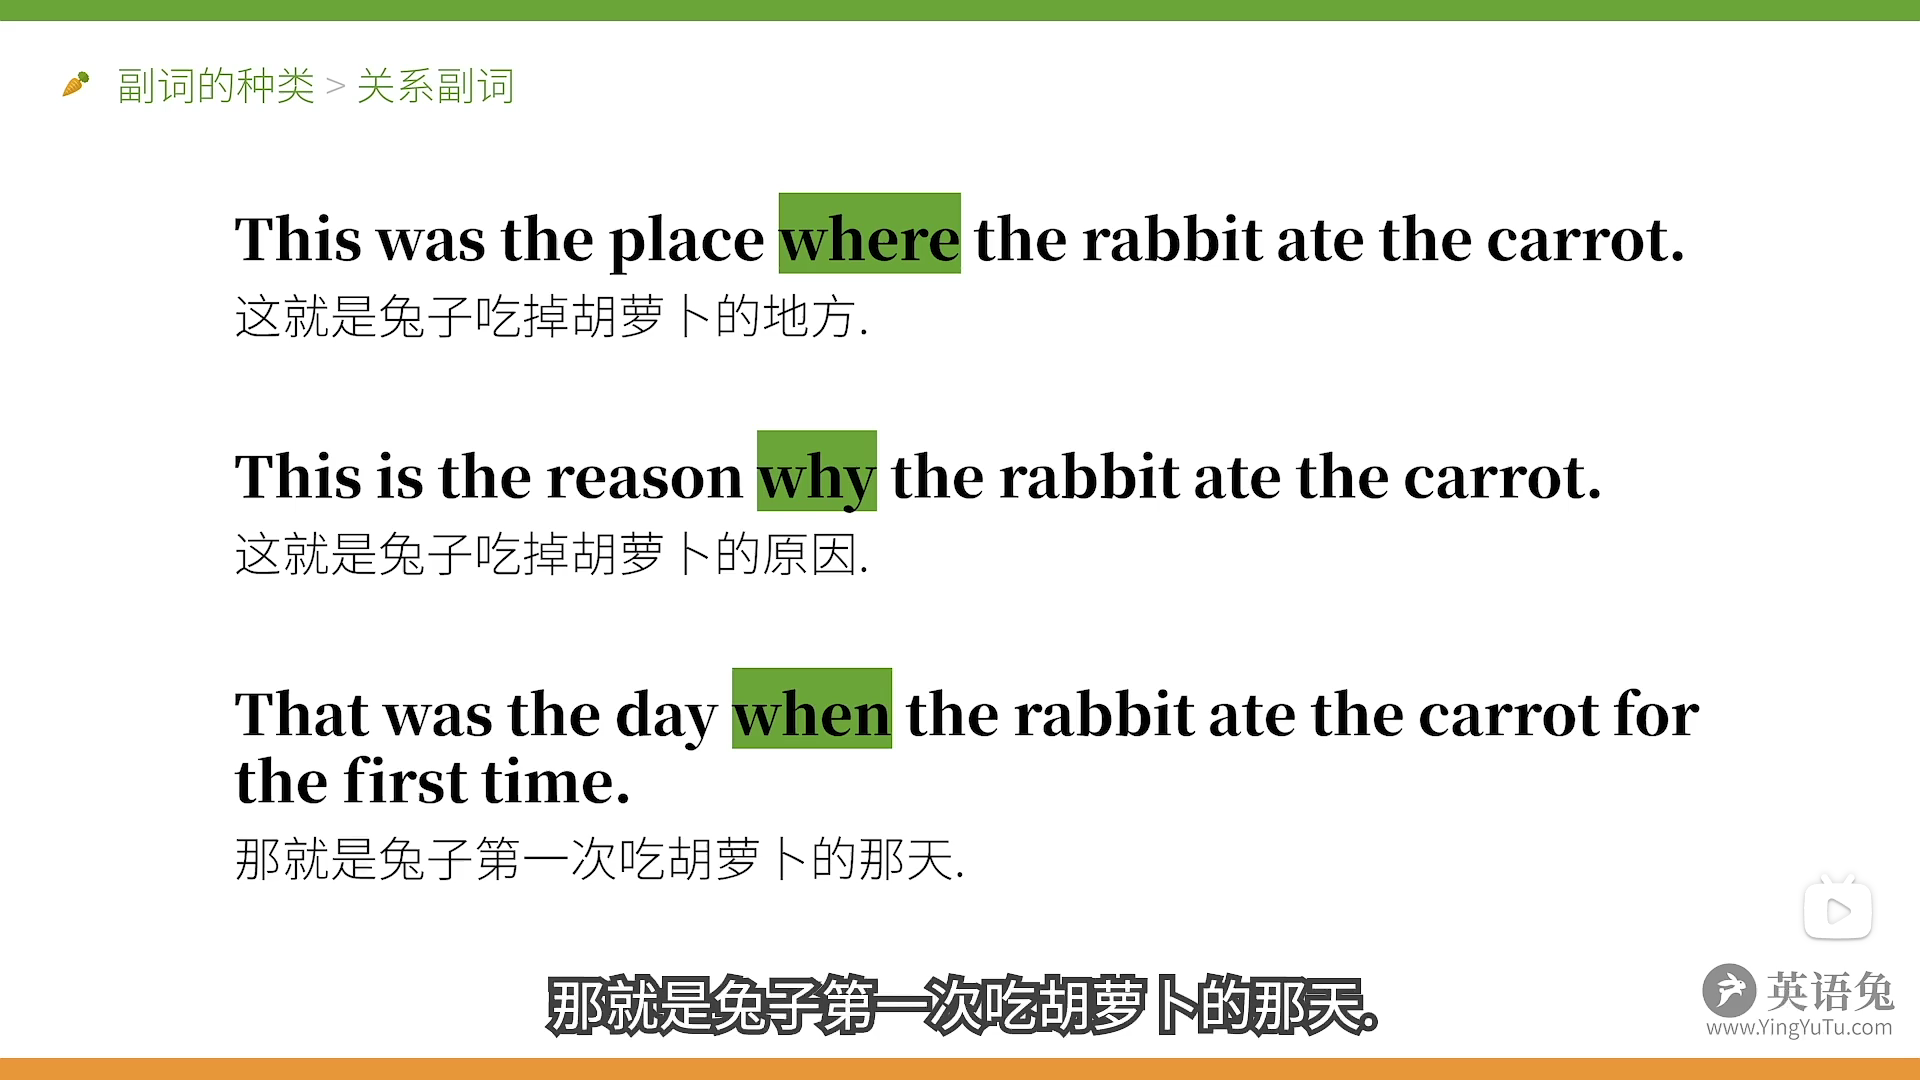 副词的种类 > 关系副词
This was the place where the rabbit ate the carrot.
这就是兔子吃掉胡萝卜的地方.
This is the reason why the rabbit ate the carrot.
这就是兔子吃掉胡萝卜的原因.
That was the day when the rabbit ate the carrot for
the first time.
那就是兔子第一次吃胡萝卜的那天.
那就是兔子第一次吃胡萝卜的那天.
英语兔
www.YingYuTu.com